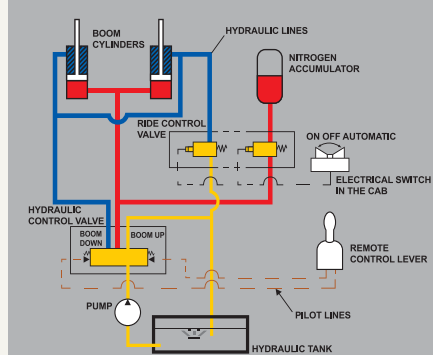 BOOM
CYLINDERS
HYDRAULIC LINES
NITROGEN
ACCUMULATOR
RIDE CONTROL
VALVE
ON OFF AUTOMATIC
ELECTRICAL SWITCH
IN THE CAB
HYDRAULIC
CONTROL VALVE
BOOM
DOWN
BOOM UP
REMOTE
CONTROL LEVER
PUMP
PILOT LINES
HYDRAULIC TANK